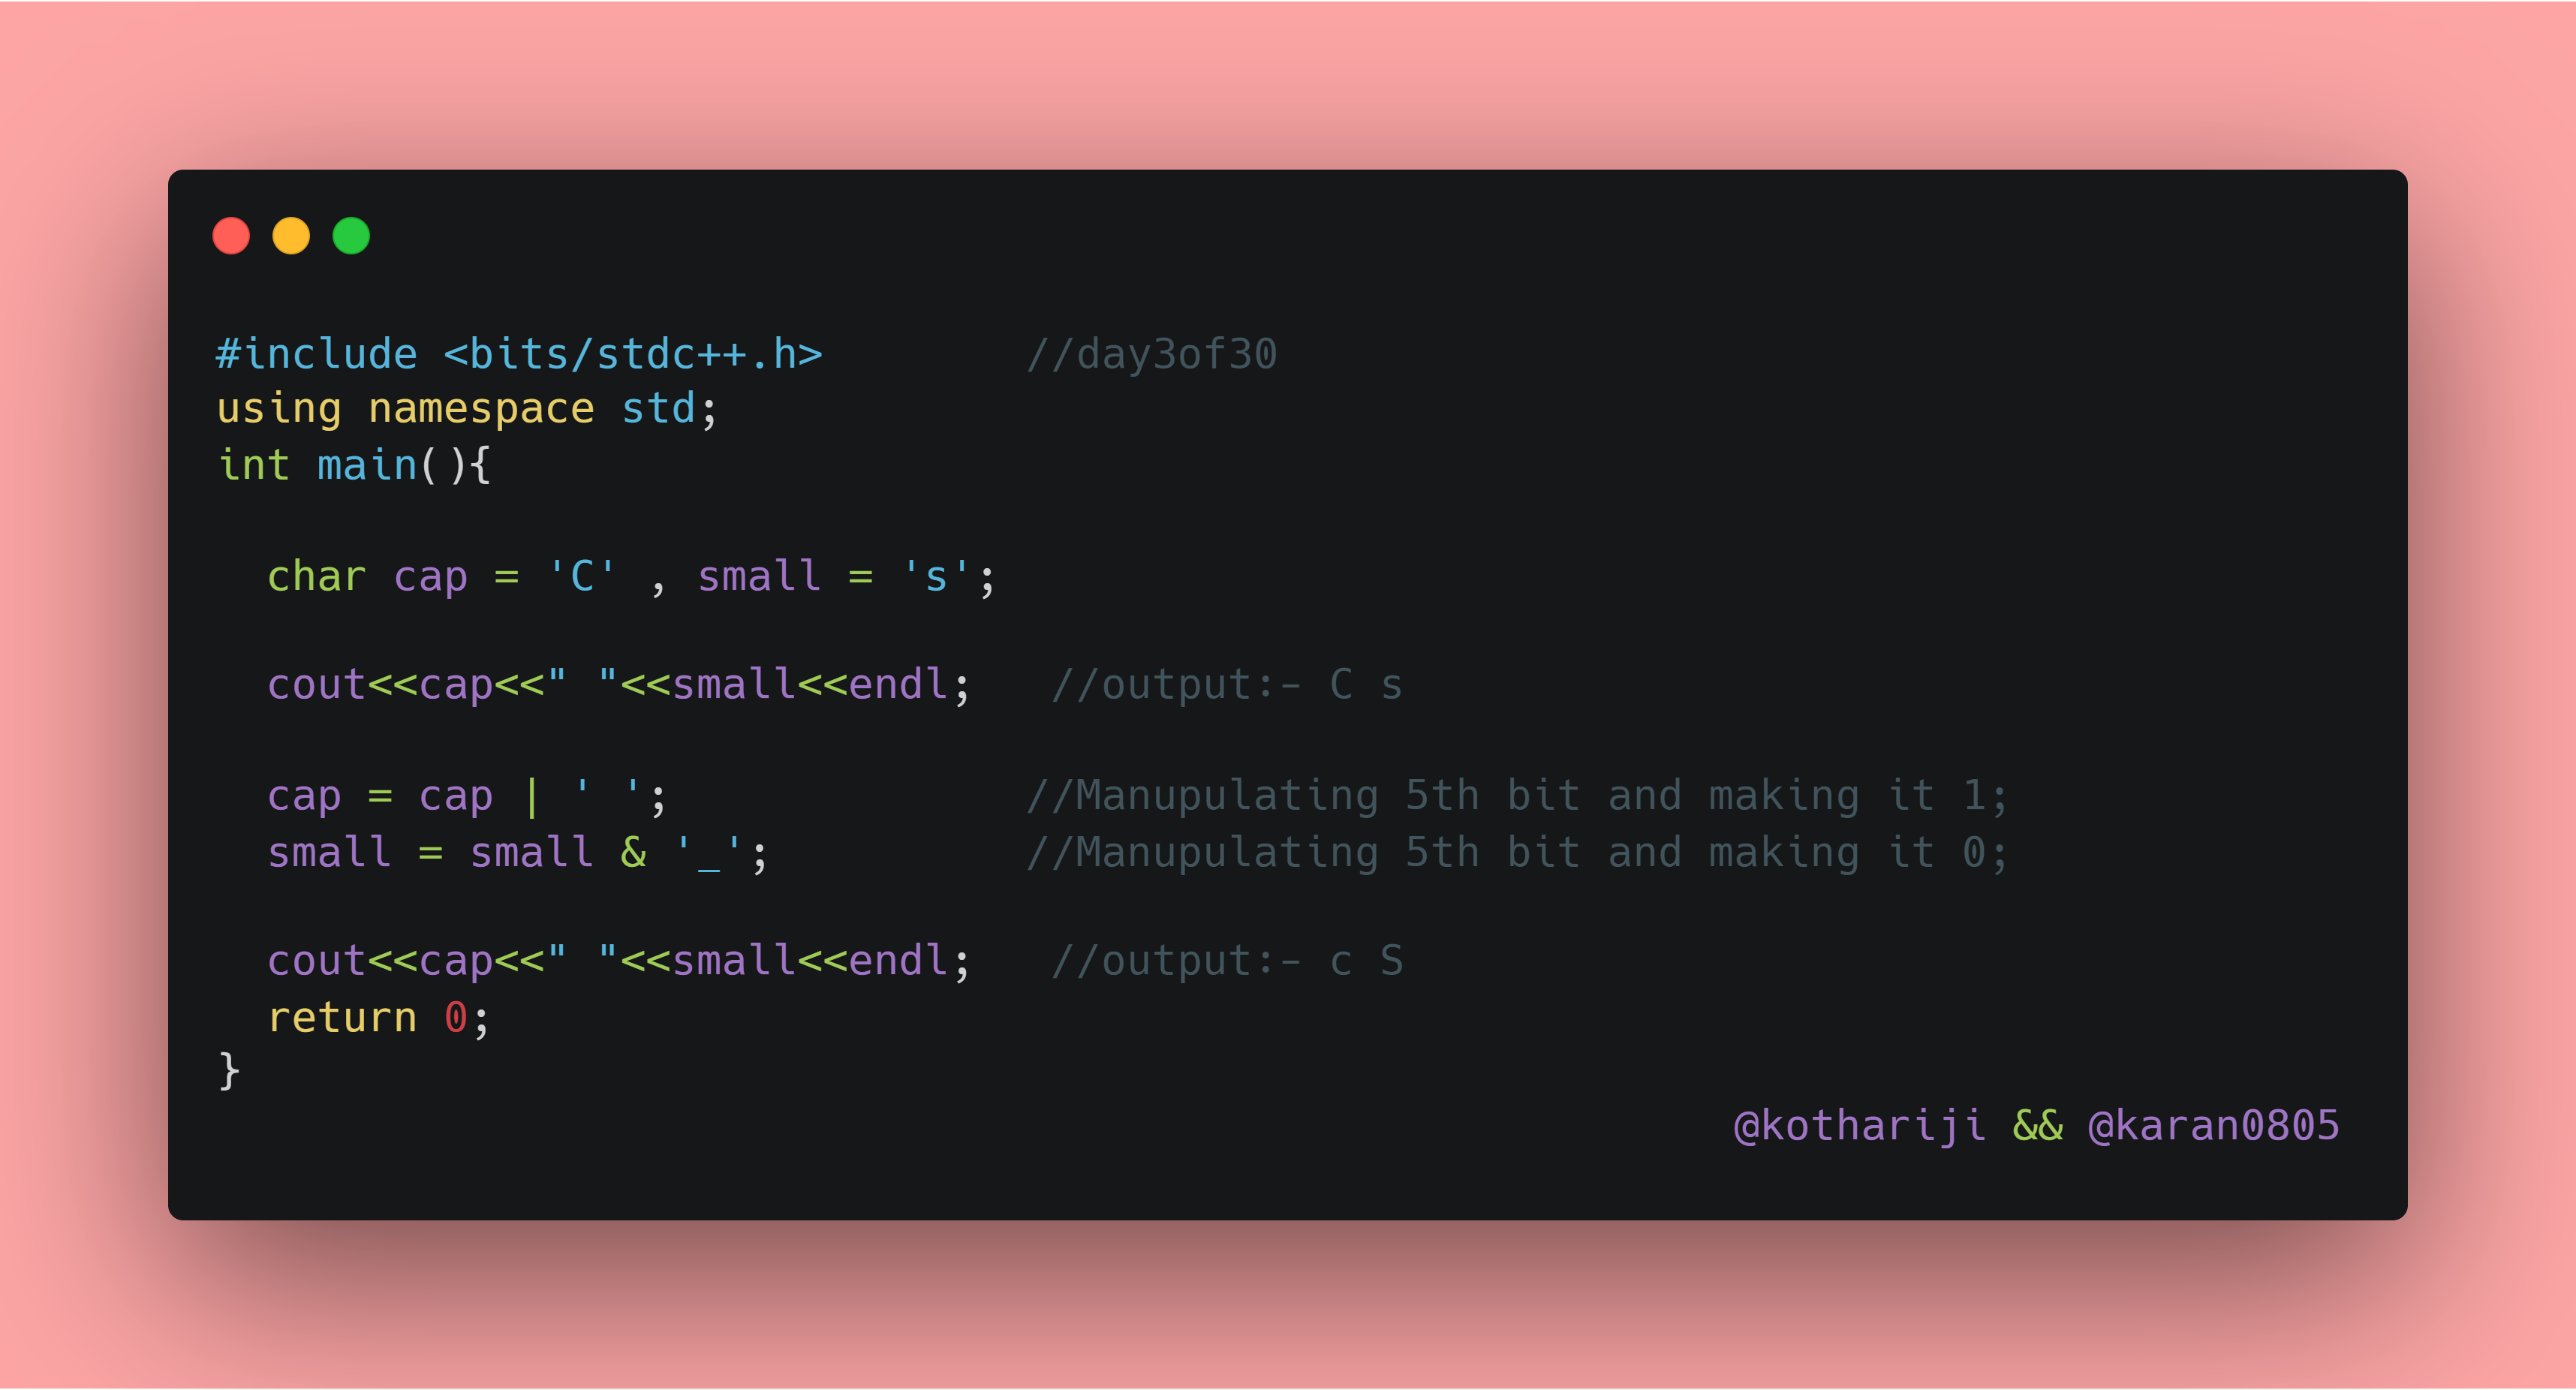 #include <bits/stdc++.h>        //day3of30
using namespace std;
int main(){
  char cap = 'C' , small = 's';
  cout<<cap<<" "<<small<<endl;   //output:- C s
  cap = cap | ' ';              //Manupulating 5th bit and making it 1;
  small = small & '_';          //Manupulating 5th bit and making it 0;
  cout<<cap<<" "<<small<<endl;   //output:- c S
  return 0;
}
@kothariji && @karan0805